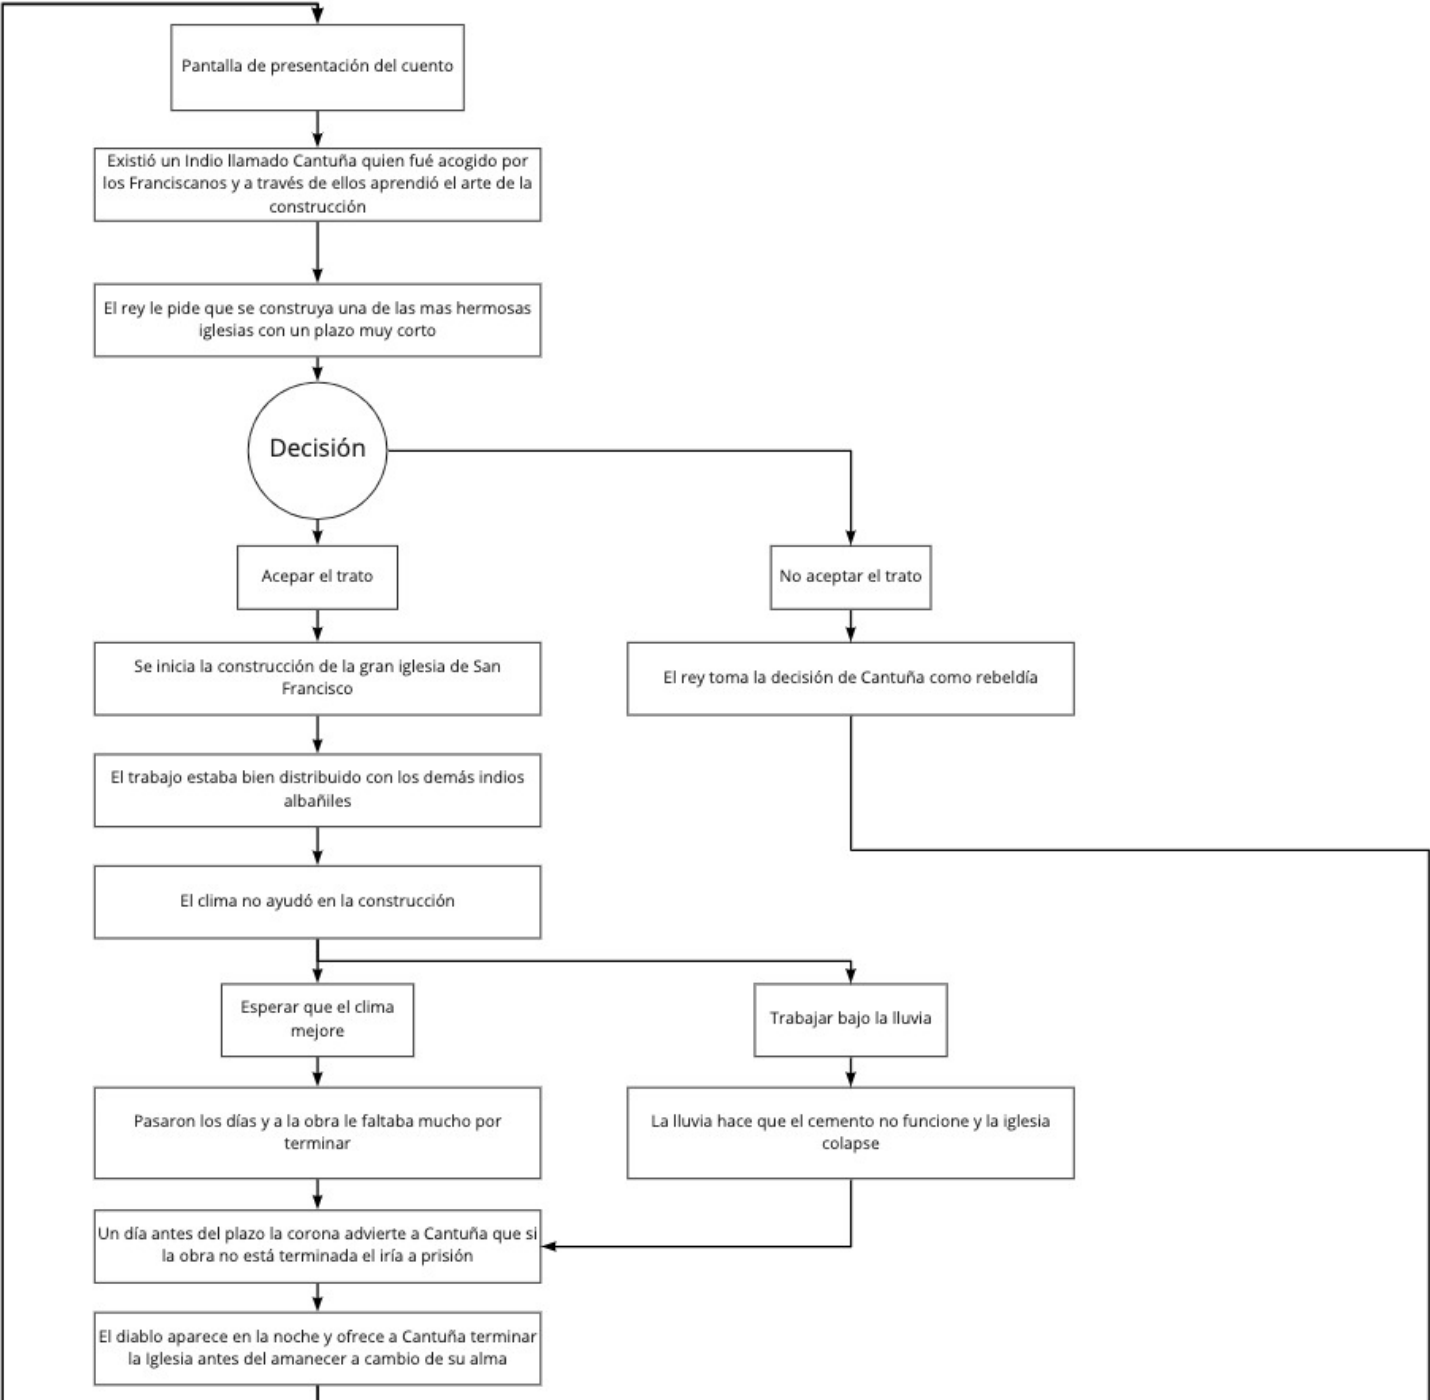 Pantalla de presentación del cuento
Existió un Indio llamado Cantuña quien fué acogido por
los Franciscanos y a través de ellos aprendió el arte de la
construcción
El rey le pide que se construya una de las mas hermosas
iglesias con un plazo muy corto
Decisión
Acepar el trato
No aceptar el trato
Se inicia la construcción de la gran iglesia de San
Francisco
El rey toma la decisión de Cantuña como rebeldía
El trabajo estaba bien distribuido con los demás indios
albañiles
El clima no ayudó en la construcción
Esperar que el clima
mejore
Trabajar bajo la lluvia
Pasaron los días y a la obra le faltaba mucho por
terminar
La lluvia hace que el cemento no funcione y la iglesia
colapse
Un día antes del plazo la corona advierte a Cantuña que si
la obra no está terminada el iría a prisión
El diablo aparece en la noche y ofrece a Cantuña terminar
la Iglesia antes del amanecer a cambio de su alma